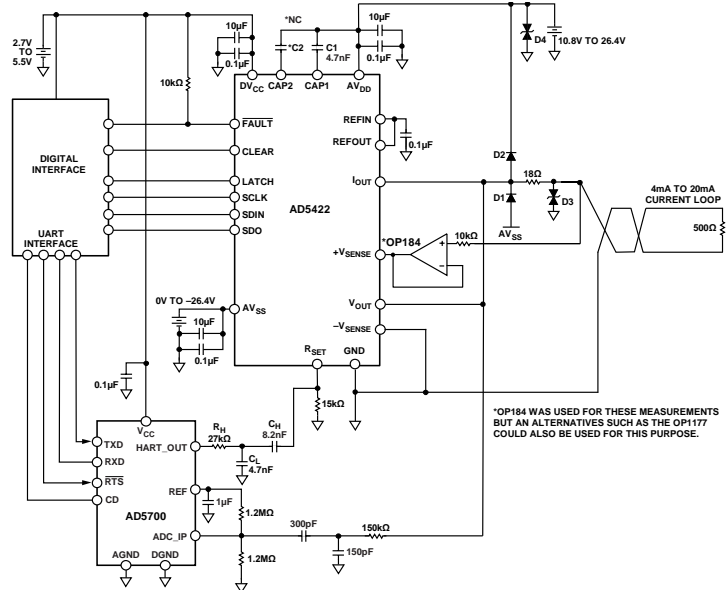 *NC
10µF
0.1µF
2.7V
TO
5.5V
10kΩ
*C2
C1
4.7nF
10µF
0.1µF
D4
10.8V TO 26.4V
DVCC
CAP2
CAP1
AVDD
FAULT
CLEAR
LATCH
SCLK
SDIN
SDO
AVSS
AD5422
REFIN
REFOUT
0.1µF
IOUT
+VSENSE
VOUT
–VSENSE
RSET
GND
DIGITAL
INTERFACE
UART
INTERFACE
D2
D1
AVSS
18Ω
D3
*OP184
+
–
10kΩ
4mA TO 20mA
CURRENT LOOP
500Ω
0V TO –26.4V
10µF
0.1µF
0.1µF
15kΩ
VCC
TXD
RXD
RTS
CD
AD5700
HART_OUT
REF
ADC_IP
AGND
DGND
RH
27kΩ
CH
8.2nF
CL
4.7nF
1µF
1.2MΩ
1.2MΩ
300pF
150kΩ
150pF
*OP184 WAS USED FOR THESE MEASUREMENTS
BUT AN ALTERNATIVES SUCH AS THE OP1177
COULD ALSO BE USED FOR THIS PURPOSE.